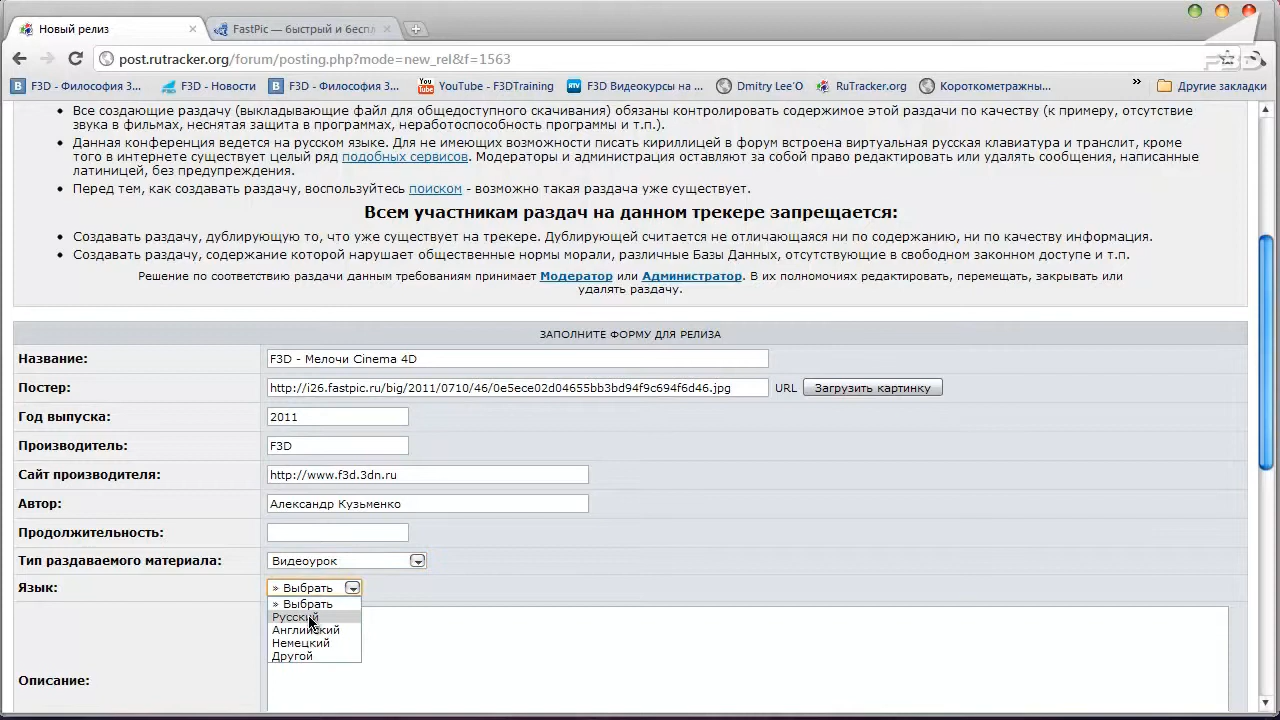 Новый релиз
FastPic — быстрый и беспл
post.rutracker.org/forum/posting.php?mode=new_rel&f=1563
F3D - Философия 3...
F3D - Новости
F3D - Философия 3...
YouTube - F3DTraining
F3D Видеокурсы на ...
Dmitry Lee'O
RuTracker.org
Короткометражны...
»
Другие закладки
Все создающие раздачу (выкладывающие файл для общедоступного скачивания) обязаны контролировать содержимое этой раздачи по качеству (к примеру, отсутствие
звука в фильмах, неснятая защита в программах, неработоспособность программы и т.п.).
Данная конференция ведется на русском языке. Для не имеющих возможности писать кириллицей в форум встроена виртуальная русская клавиатура и транслит, кроме
того в интернете существует целый ряд подобных сервисов. Модераторы и администрация оставляют за собой право редактировать или удалять сообщения, написанные
латиницей, без предупреждения.
Перед тем, как создавать раздачу, воспользуйтесь поиском - возможно такая раздача уже существует.
Всем участникам раздач на данном трекере запрещается:
Создавать раздачу, дублирующую то, что уже существует на трекере. Дублирующей считается не отличающаяся ни по содержанию, ни по качеству информация.
Создавать раздачу, содержание которой нарушает общественные нормы морали, различные Базы Данных, отсутствующие в свободном законном доступе и т.п.
Решение по соответствию раздачи данным требованиям принимает Модератор или Администратор. В их полномочиях редактировать, перемещать, закрывать или
удалять раздачу.
ЗАПОЛНИТЕ ФОРМУ ДЛЯ РЕЛИЗА
Название: F3D - Мелочи Cinema 4D
Постер: http://i26.fastpic.ru/big/2011/0710/46/0e5ece02d04655bb3bd94f9c694f6d46.jpg URL Загрузить картинку
Год выпуска: 2011
Производитель: F3D
Сайт производителя: http://www.f3d.3dn.ru
Автор: Александр Кузьменко
Продолжительность:
Тип раздаваемого материала: Видеоурок
Язык: » Выбрать
» Выбрать
Русский
Английский
Немецкий
Другой
Описание: